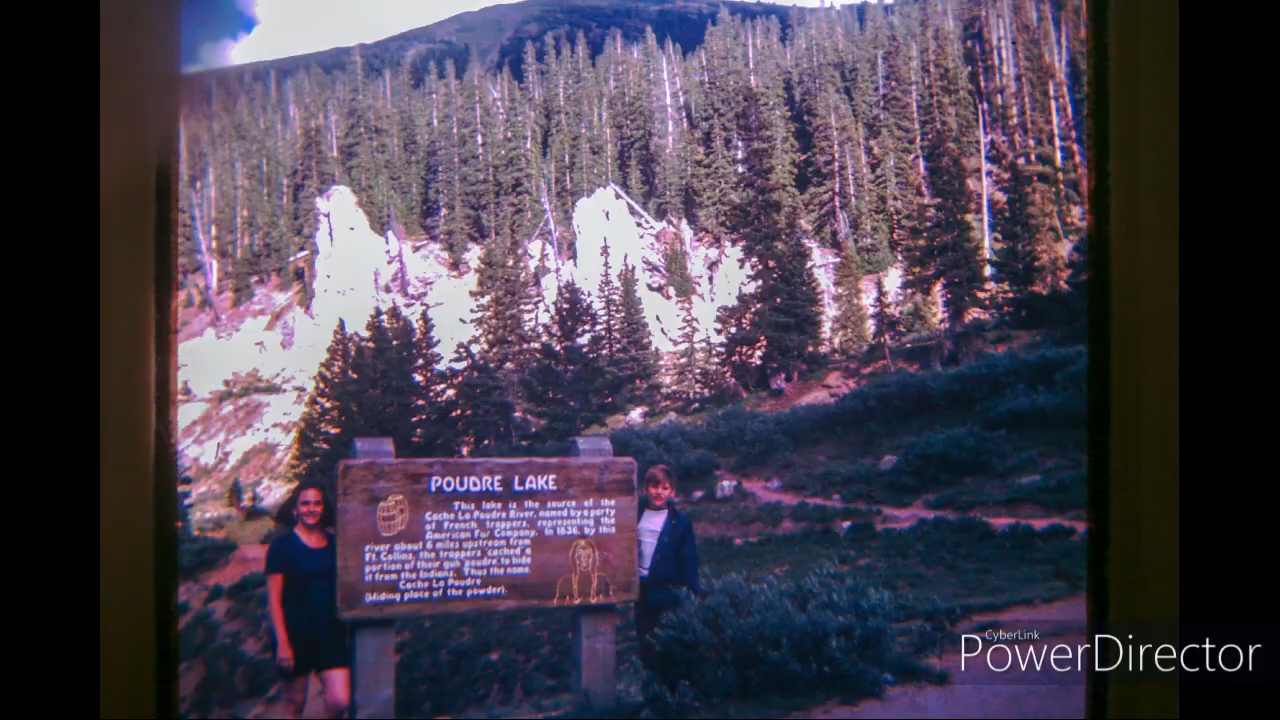 POUDRE LAKE
This lake is the source of the
Cache La Poudre River, named by a party
of french trappers, representing the
American Fur Company. In 1836, by this
river about 6 miles upstream from
Ft. Collins, the trappers cached a
portion of their gun poudre, to hide
it from the Indians. Thus the name,
Cache La Poudre
(hiding place of the powder).
CyberLink
PowerDirector